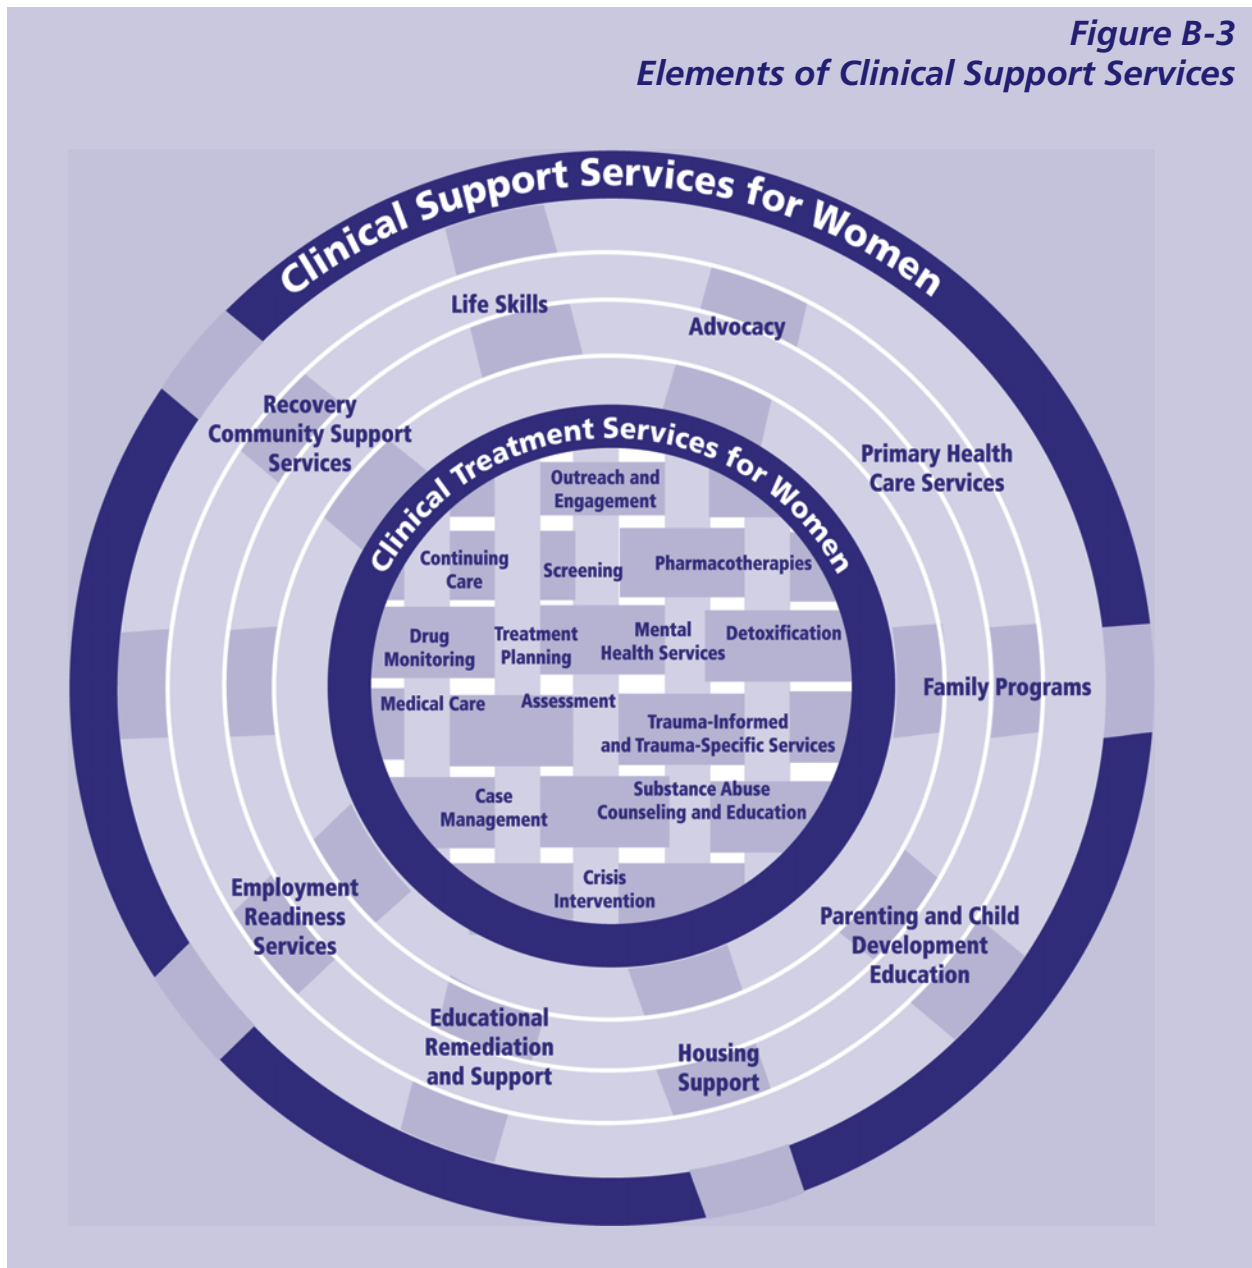 Figure B-3
Elements of Clinical Support Services
Clinical Support Services for Women
Life Skills
Advocacy
Recovery
Community Support
Services
Primary Health
Care Services
Clinical Treatment Services for Women
Outreach and
Engagement
Continuing
Care
Screening
Pharmacotherapies
Drug
Monitoring
Treatment
Planning
Mental
Health Services
Detoxification
Medical Care
Assessment
Trauma-Informed
and Trauma-Specific Services
Case
Management
Substance Abuse
Counseling and Education
Crisis
Intervention
Family Programs
Employment
Readiness
Services
Parenting and Child
Development
Education
Educational
Remediation
and Support
Housing
Support